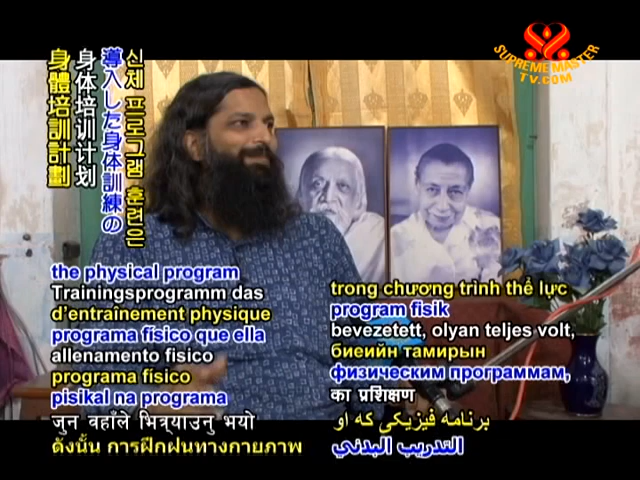 SUPREME MASTER
TV.COM
身體培訓計劃
身体培训计划
導入した身体訓練の
신체 프로그램 훈련은
the physical program
Trainingsprogramm das
d'entraînement physique
programa físico que ella
allenamento fisico
programa físico
pisikal na programa
जुन वहाँले भित्र्याउनु भयो
ดังนั้น การฝึกฝนทางกายภาพ
trong chương trình thể lực
program fisik
bevezetett, olyan teljes volt,
биеийн тамирын
физическим программам,
का प्रशिक्षण
برنامه فیزیکی که او
التدريب البدني